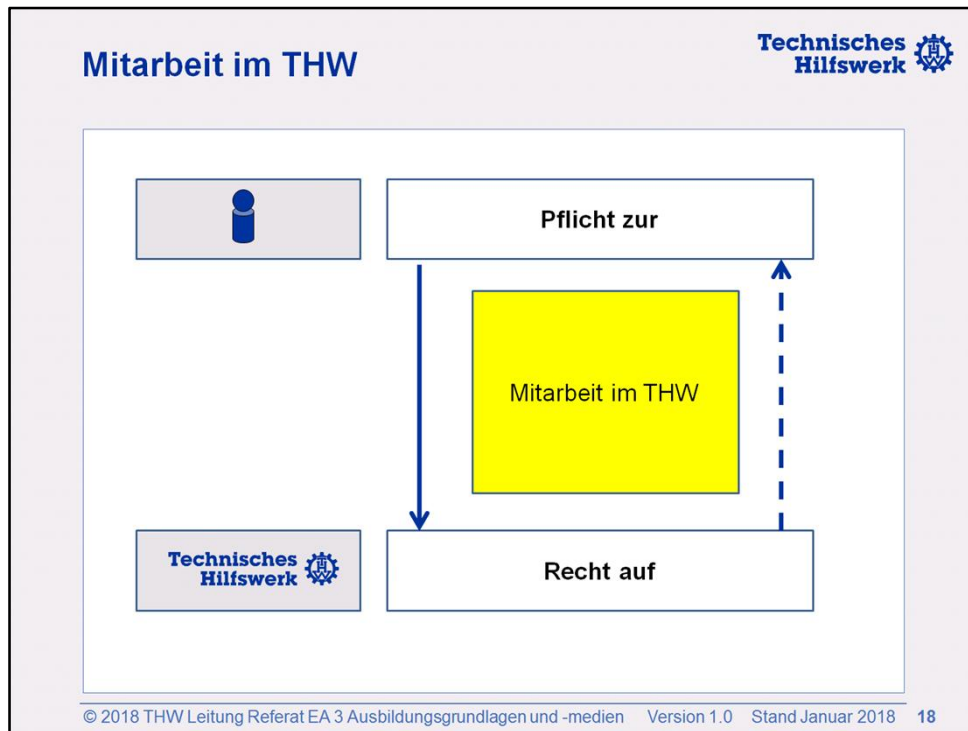 Mitarbeit im THW
Technisches
Hilfswerk
Pflicht zur
Mitarbeit im THW
Technisches
Hilfswerk
Recht auf
© 2018 THW Leitung Referat EA 3 Ausbildungsgrundlagen und -medien Version 1.0 Stand Januar 2018 18